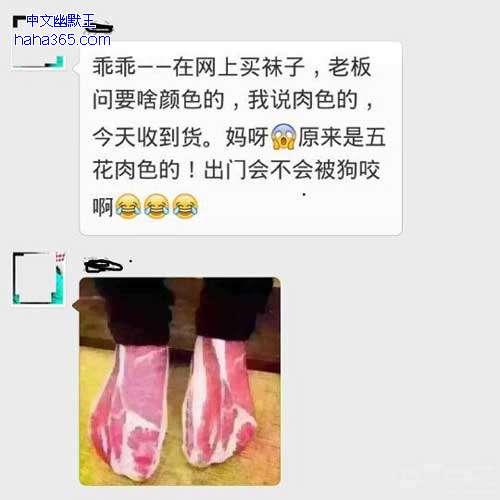 中文幽默王
haha365.com
乖乖——在网上买袜子，老板
问要啥颜色的，我说肉色的，
今天收到货。妈呀😱原来是五
花肉色的！出门会不会被狗咬
啊😂😂😂